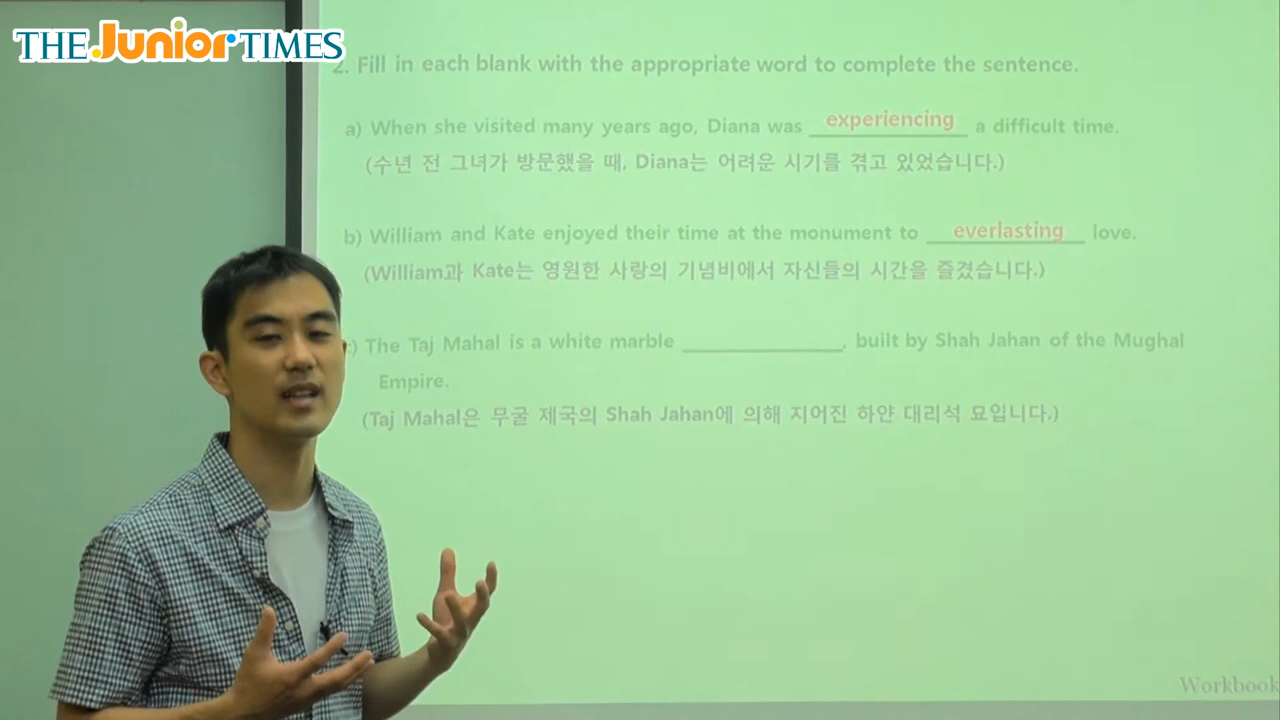 THE Junior TIMES
2. Fill in each blank with the appropriate word to complete the sentence.
a) When she visited many years ago, Diana was experiencing a difficult time.
(수년 전 그녀가 방문했을 때, Diana는 어려운 시기를 겪고 있었습니다.)
b) William and Kate enjoyed their time at the monument to everlasting love.
(William과 Kate는 영원한 사랑의 기념비에서 자신들의 시간을 즐겼습니다.)
c) The Taj Mahal is a white marble ______________, built by Shah Jahan of the Mughal
Empire.
(Taj Mahal은 무굴 제국의 Shah Jahan에 의해 지어진 하얀 대리석 묘입니다.)
Workbook